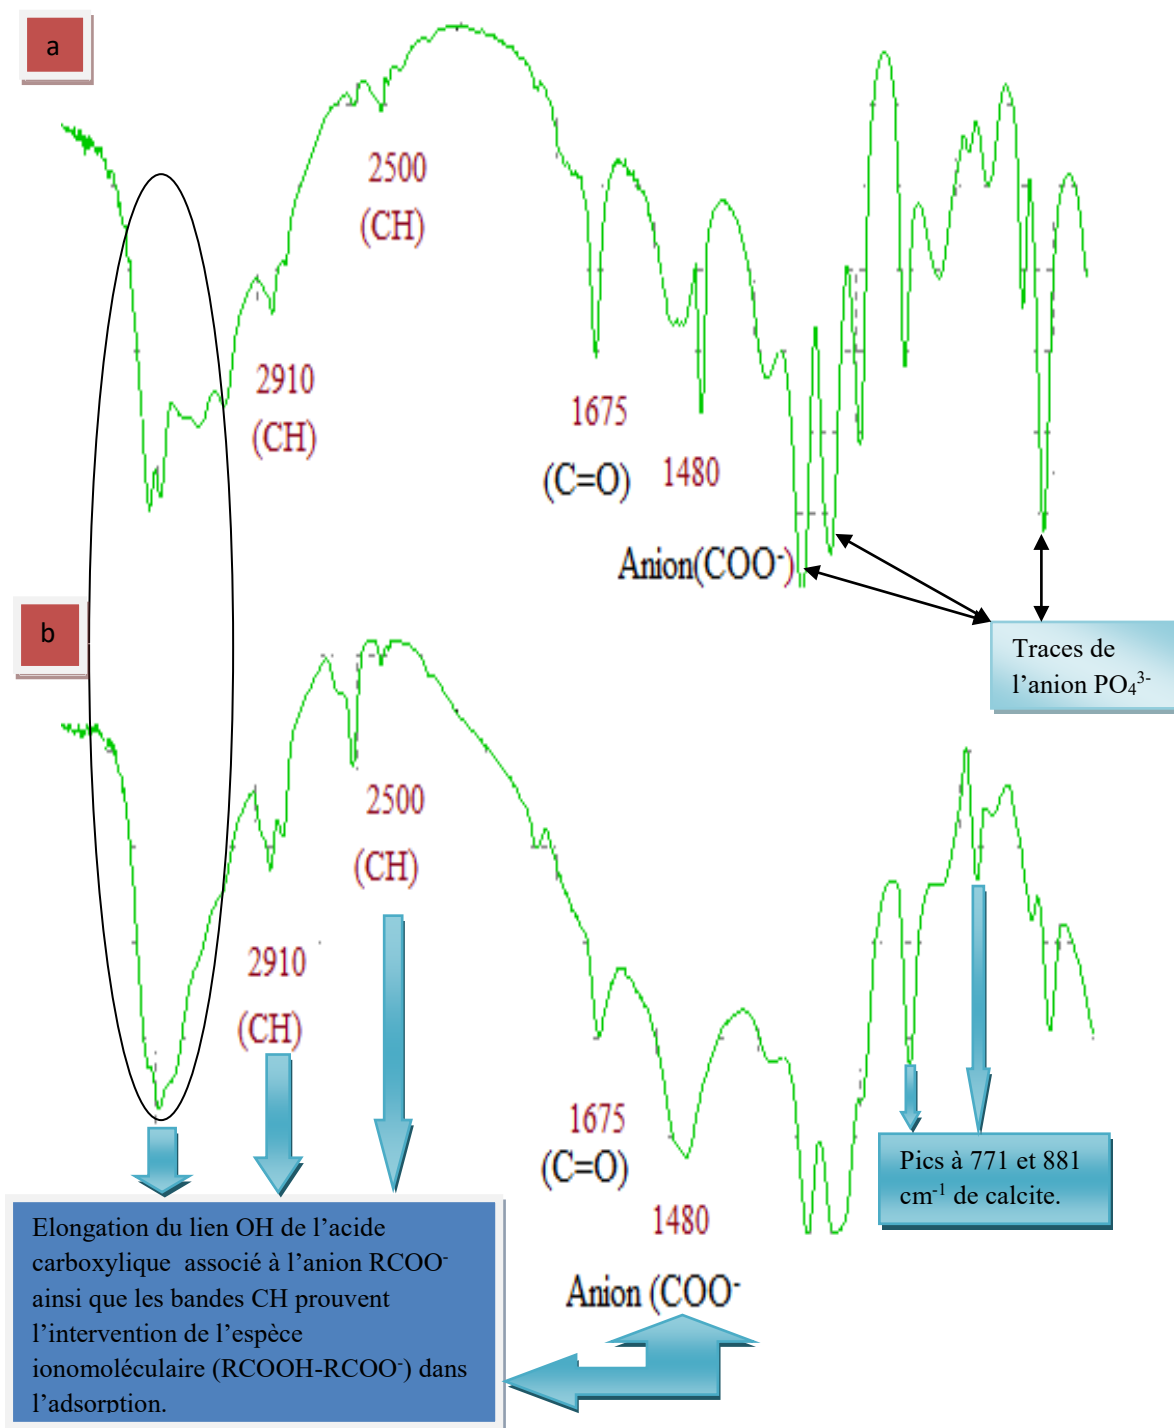 a
2500
(CH)
2910
(CH)
1675
(C=O)
1480
Anion(COO⁻)
Traces de
l’anion PO₄³⁻
b
2500
(CH)
2910
(CH)
1675
(C=O)
1480
Anion (COO⁻
Pics à 771 et 881
cm⁻¹ de calcite.
Elongation du lien OH de l’acide
carboxylique associé à l’anion RCOO⁻
ainsi que les bandes CH prouvent
l’intervention de l’espèce
ionomoléculaire (RCOOH-RCOO⁻) dans
l’adsorption.